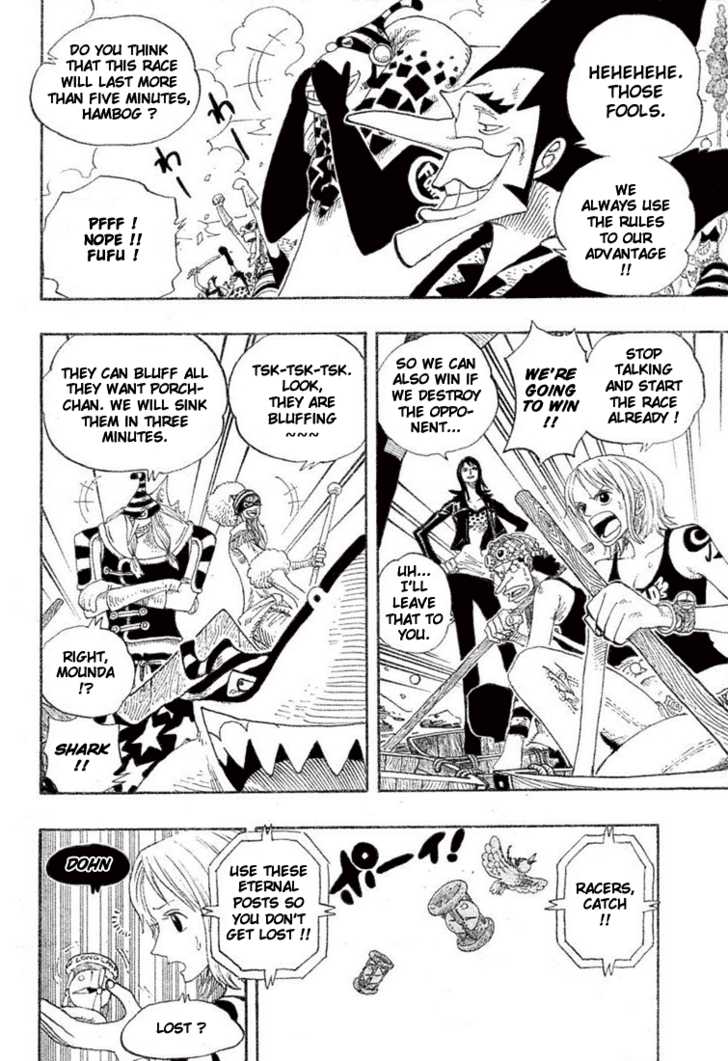 HEHEHEHE.
THOSE
FOOLS.
WE
ALWAYS USE
THE RULES
TO OUR
ADVANTAGE
!!
DO YOU THINK
THAT THIS RACE
WILL LAST MORE
THAN FIVE MINUTES,
HAMBOG ?
わー
わー
PFFF !
NOPE !!
FUFU !
STOP
TALKING
AND START
THE RACE
ALREADY !
WE'RE
GOING
TO WIN
!!
SO WE CAN
ALSO WIN IF
WE DESTROY
THE OPPO-
NENT...
UH...
I'LL
LEAVE
THAT TO
YOU.
TSK-TSK-TSK.
LOOK,
THEY ARE
BLUFFING
~~~
THEY CAN BLUFF ALL
THEY WANT PORCH-
CHAN. WE WILL SINK
THEM IN THREE
MINUTES.
RIGHT,
MOUNDA
!?
SHARK
!!
RACERS,
CATCH
!!
ポーイ!
USE THESE
ETERNAL
POSTS SO
YOU DON'T
GET LOST !!
DOHN
LOST ?